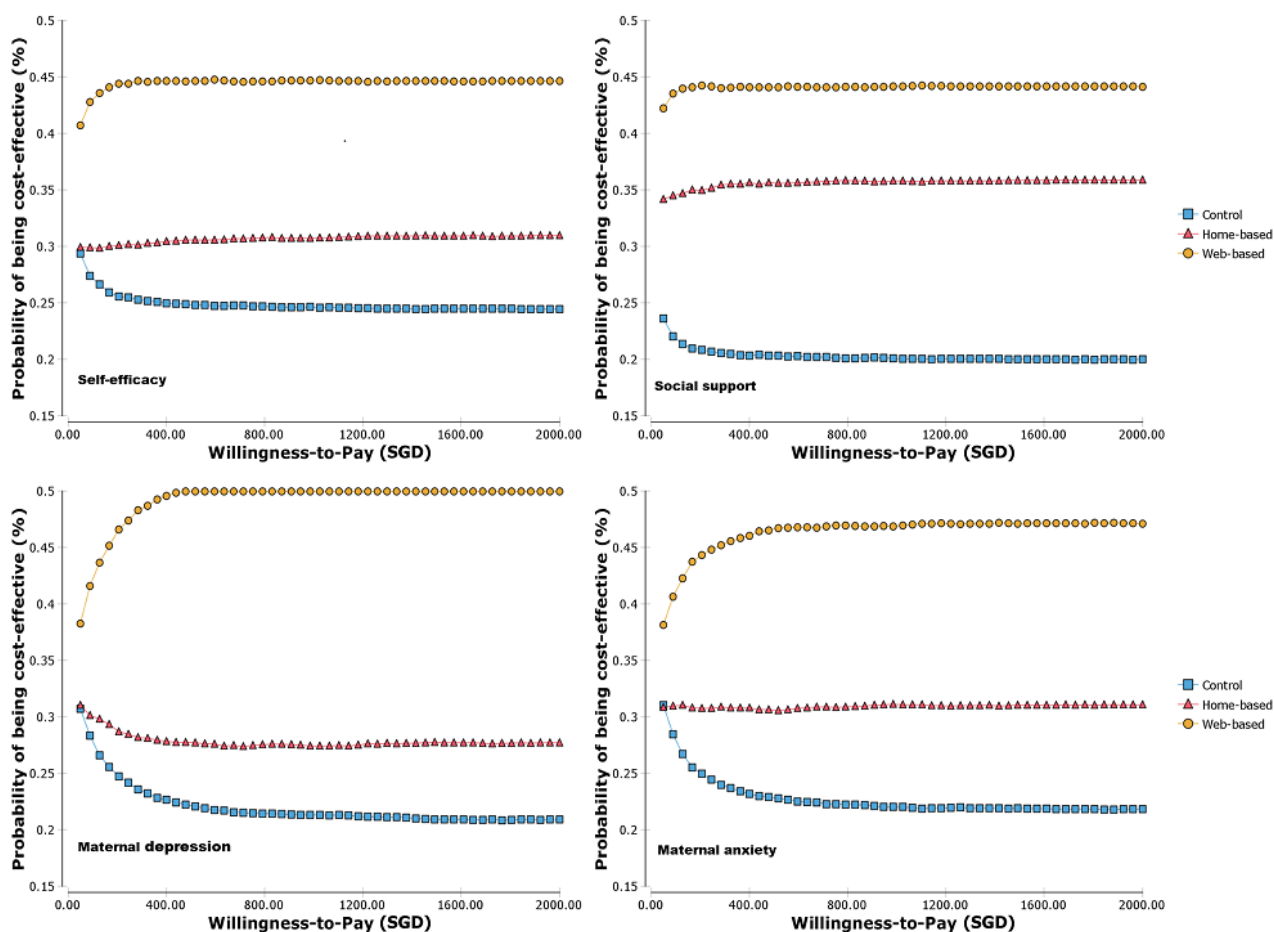 0.5
0.45
0.4
0.35
0.3
0.25
0.2
0.15
Probability of being cost-effective (%)
Self-efficacy
0.00 400.00 800.00 1200.00 1600.00 2000.00
Willingness-to-Pay (SGD)
0.5
0.45
0.4
0.35
0.3
0.25
0.2
0.15
Probability of being cost-effective (%)
Social support
0.00 400.00 800.00 1200.00 1600.00 2000.00
Willingness-to-Pay (SGD)
Control
Home-based
Web-based
0.5
0.45
0.4
0.35
0.3
0.25
0.2
0.15
Probability of being cost-effective (%)
Maternal depression
0.00 400.00 800.00 1200.00 1600.00 2000.00
Willingness-to-Pay (SGD)
0.5
0.45
0.4
0.35
0.3
0.25
0.2
0.15
Probability of being cost-effective (%)
Maternal anxiety
0.00 400.00 800.00 1200.00 1600.00 2000.00
Willingness-to-Pay (SGD)
Control
Home-based
Web-based